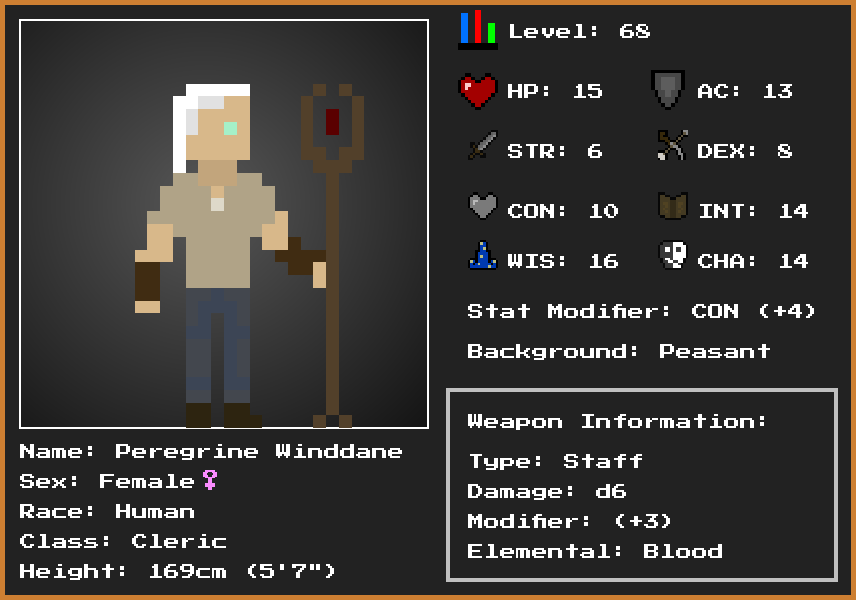 Level: 68
HP: 15
AC: 13
STR: 6
DEX: 8
CON: 10
INT: 14
WIS: 16
CHA: 14
Stat Modifier: CON (+4)
Background: Peasant
Weapon Information:
Type: Staff
Damage: d6
Modifier: (+3)
Elemental: Blood
Name: Peregrine Winddane
Sex: Female♀
Race: Human
Class: Cleric
Height: 169cm (5'7")